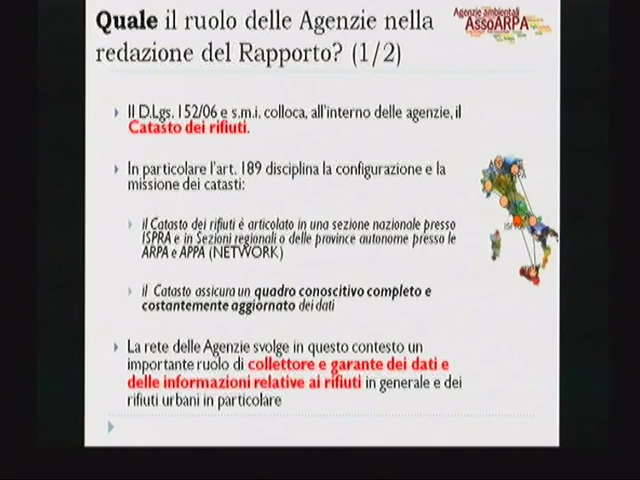 Quale il ruolo delle Agenzie nella
redazione del Rapporto? (1/2)
Agenzie ambientali
AssoARPA
Il D.Lgs. 152/06 e s.m.i. colloca, all'interno delle agenzie, il
Catasto dei rifiuti.
In particolare l'art. 189 disciplina la configurazione e la
missione dei catasti:
il Catasto dei rifiuti è articolato in una sezione nazionale presso
ISPRA e in Sezioni regionali o delle province autonome presso le
ARPA e APPA (NETWORK)
il Catasto assicura un quadro conoscitivo completo e
costantemente aggiornato dei dati
La rete delle Agenzie svolge in questo contesto un
importante ruolo di collettore e garante dei dati e
delle informazioni relative ai rifiuti in generale e dei
rifiuti urbani in particolare